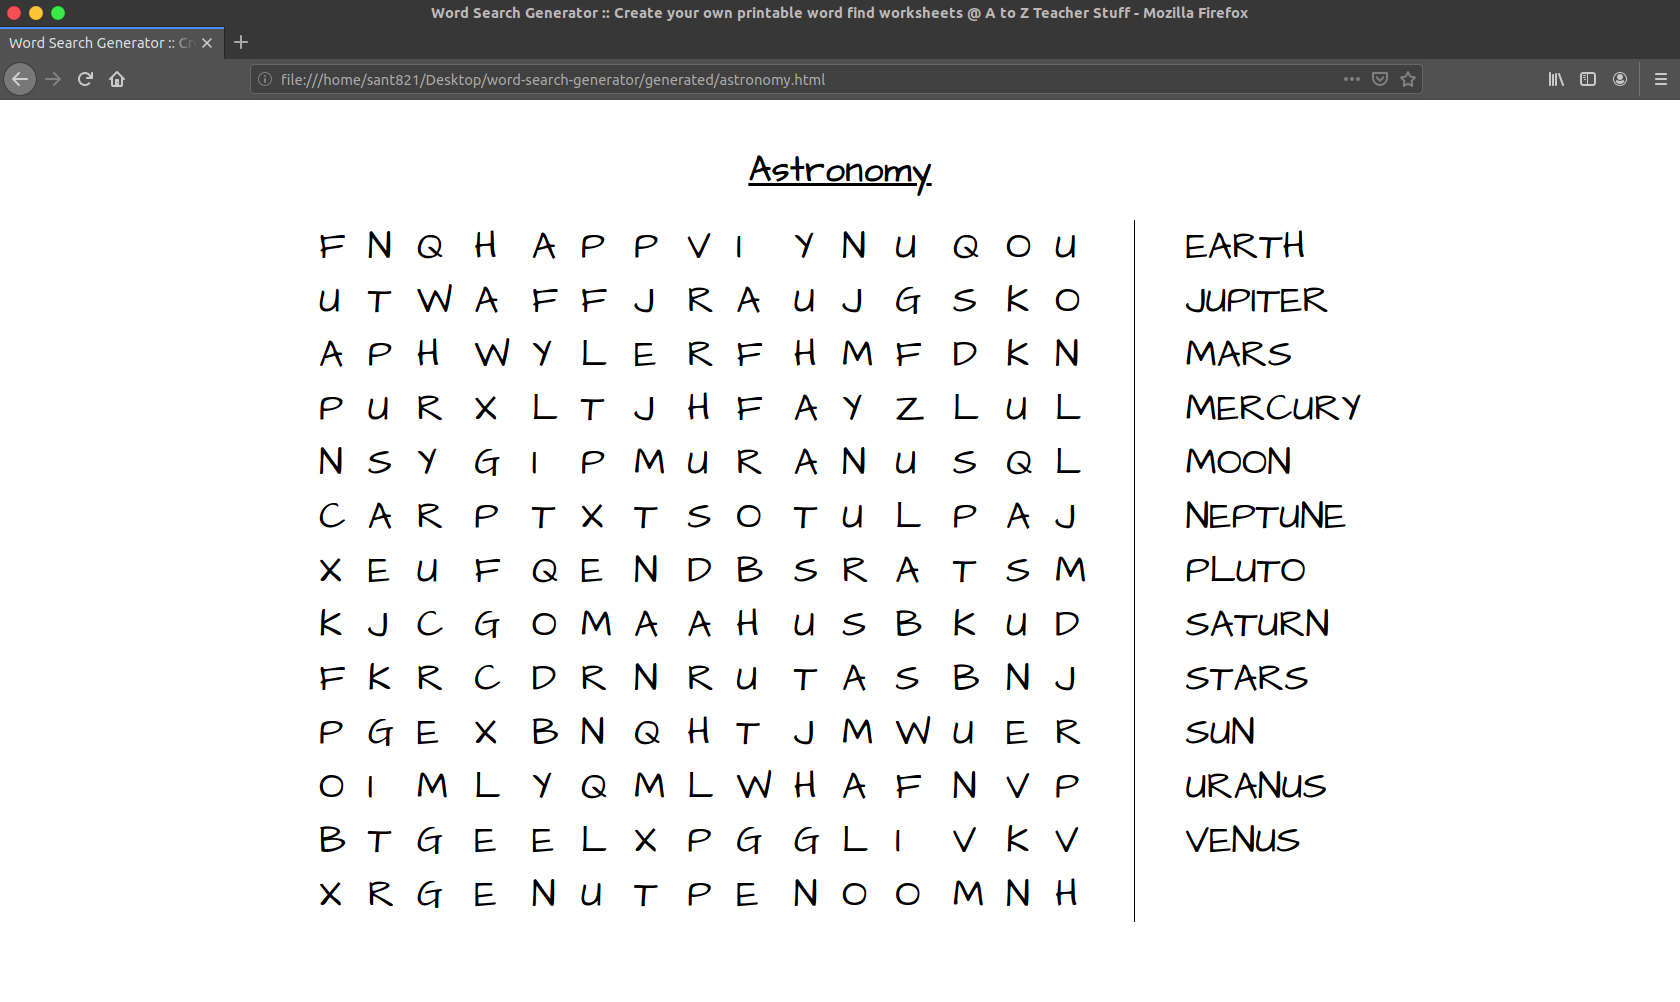 Word Search Generator :: Create your own printable word find worksheets @ A to Z Teacher Stuff - Mozilla Firefox
Word Search Generator :: Cr
file:///home/sant821/Desktop/word-search-generator/generated/astronomy.html
Astronomy
F N Q H A P P V I Y N U Q O U EARTH
U T W A F F J R A U J G S K O JUPITER
A P H W Y L E R F H M F D K N MARS
P U R X L T J H F A Y Z L U L MERCURY
N S Y G I P M U R A N U S Q L MOON
C A R P T X T S O T U L P A J NEPTUNE
X E U F Q E N D B S R A T S M PLUTO
K J C G O M A A H U S B K U D SATURN
F K R C D R N R U T A S B N J STARS
P G E X B N Q H T J M W U E R SUN
O I M L Y Q M L W H A F N V P URANUS
B T G E E L X P G G L I V K V VENUS
X R G E N U T P E N O O M N H